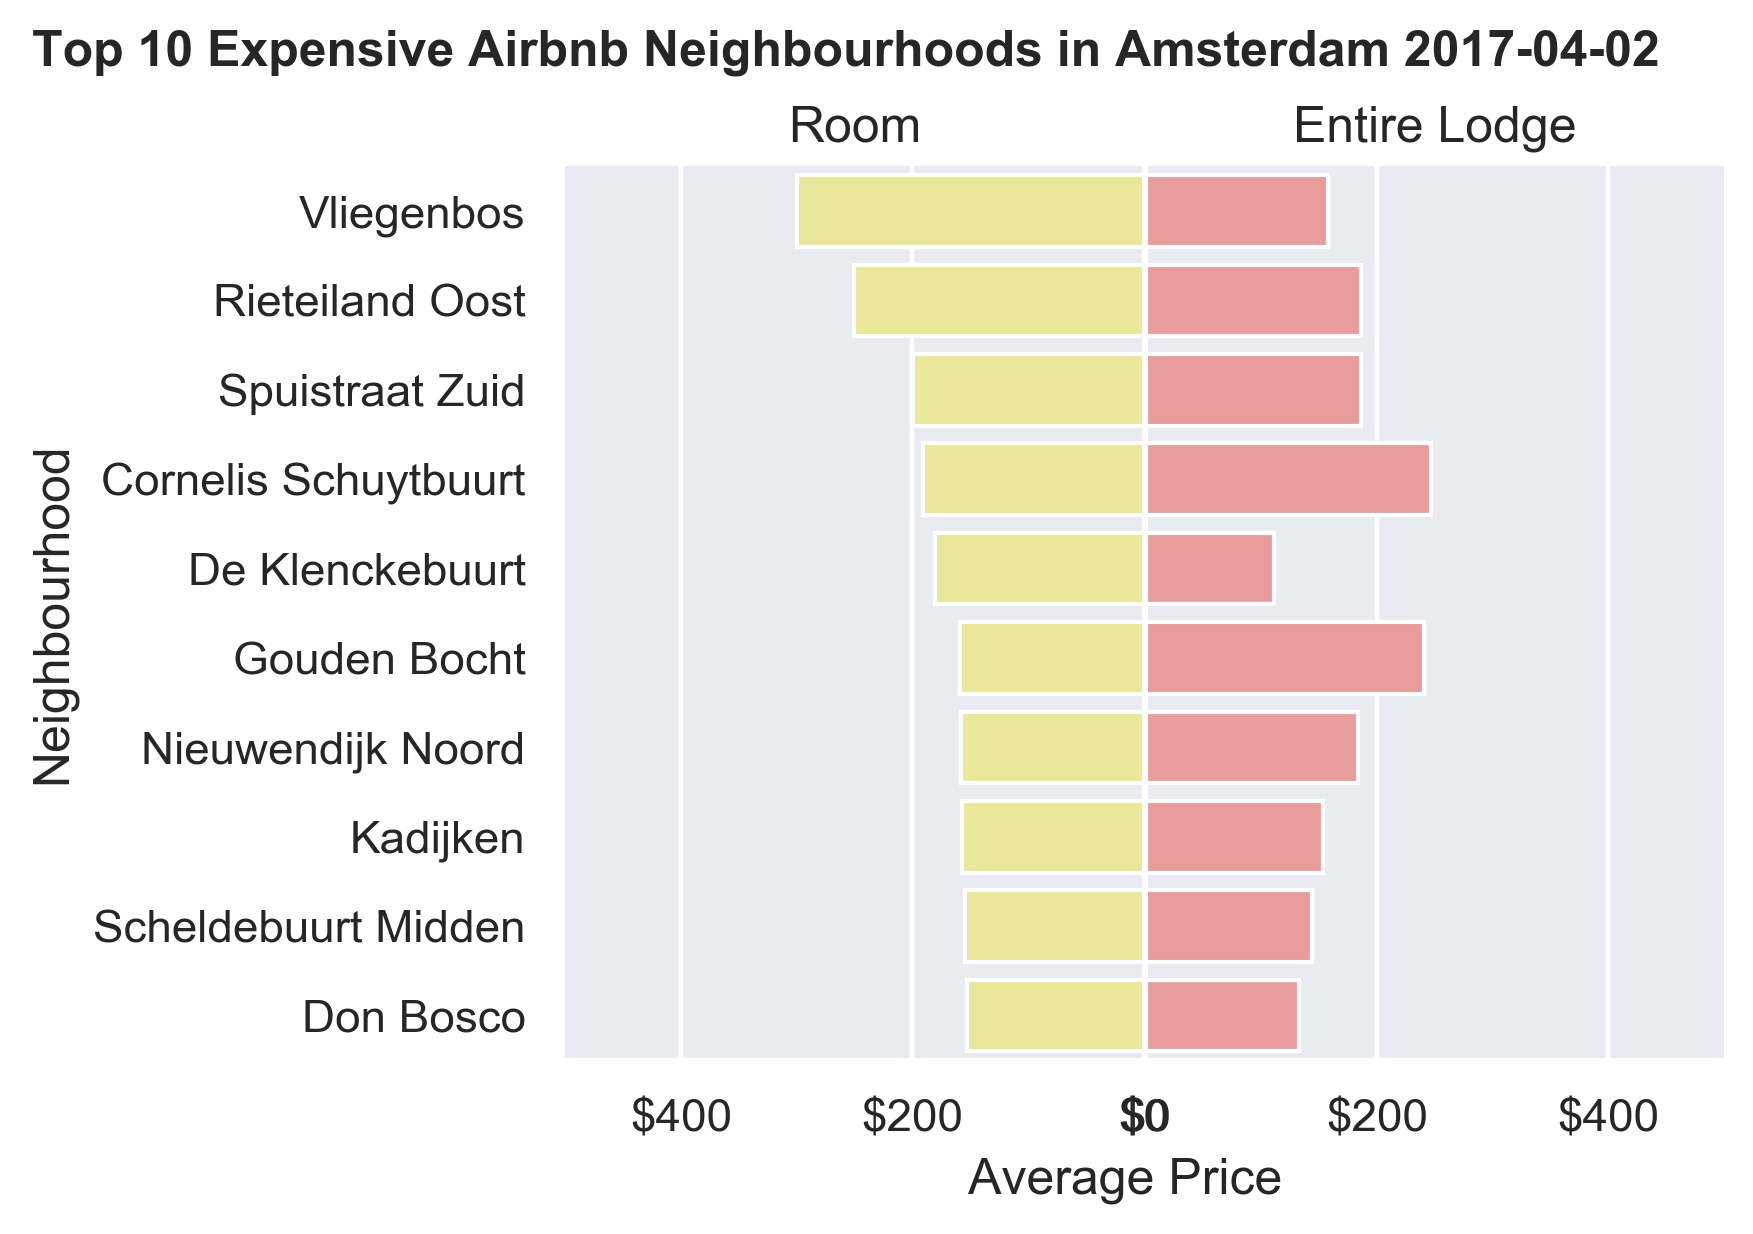 Top 10 Expensive Airbnb Neighbourhoods in Amsterdam 2017-04-02
Room Entire Lodge
Vliegenbos
Rieteiland Oost
Spuistraat Zuid
Cornelis Schuytbuurt
De Klenckebuurt
Gouden Bocht
Nieuwendijk Noord
Kadijken
Scheldebuurt Midden
Don Bosco
Neighbourhood
$400 $200 $0 $200 $400
Average Price